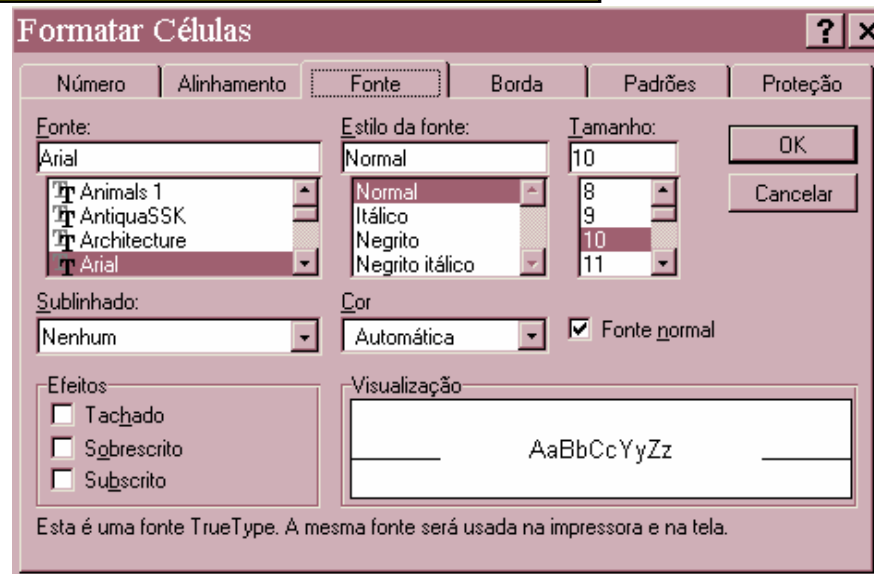 Formatar Células
Número Alinhamento Fonte Borda Padrões Proteção
Fonte: Estilo da fonte: Tamanho:
Arial Normal 10 OK
Animals 1 Normal 8 Cancelar
AntiquaSSK Itálico 9
Architecture Negrito 10
Arial Negrito itálico 11
Sublinhado: Cor
Nenhum Automática Fonte normal
Efeitos Visualização
Tachado
Sobrescrito AaBbCcYyZz
Subscrito
Esta é uma fonte TrueType. A mesma fonte será usada na impressora e na tela.